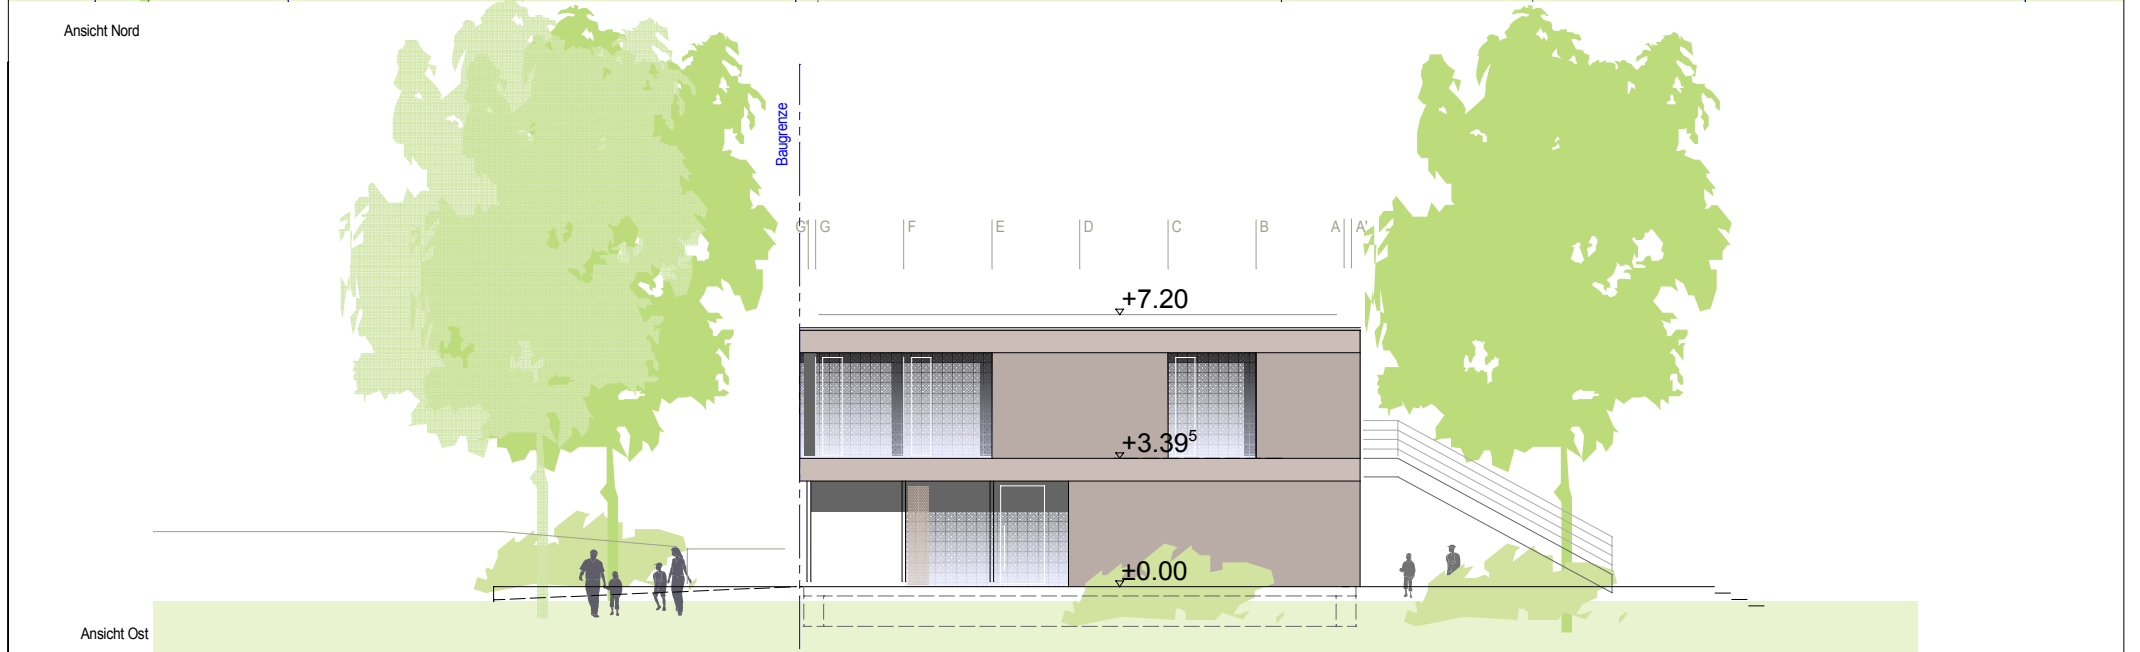 Ansicht Nord
Baugrenze
G' G F E D C B A A'
+7.20
+3.39⁵
±0.00
Ansicht Ost